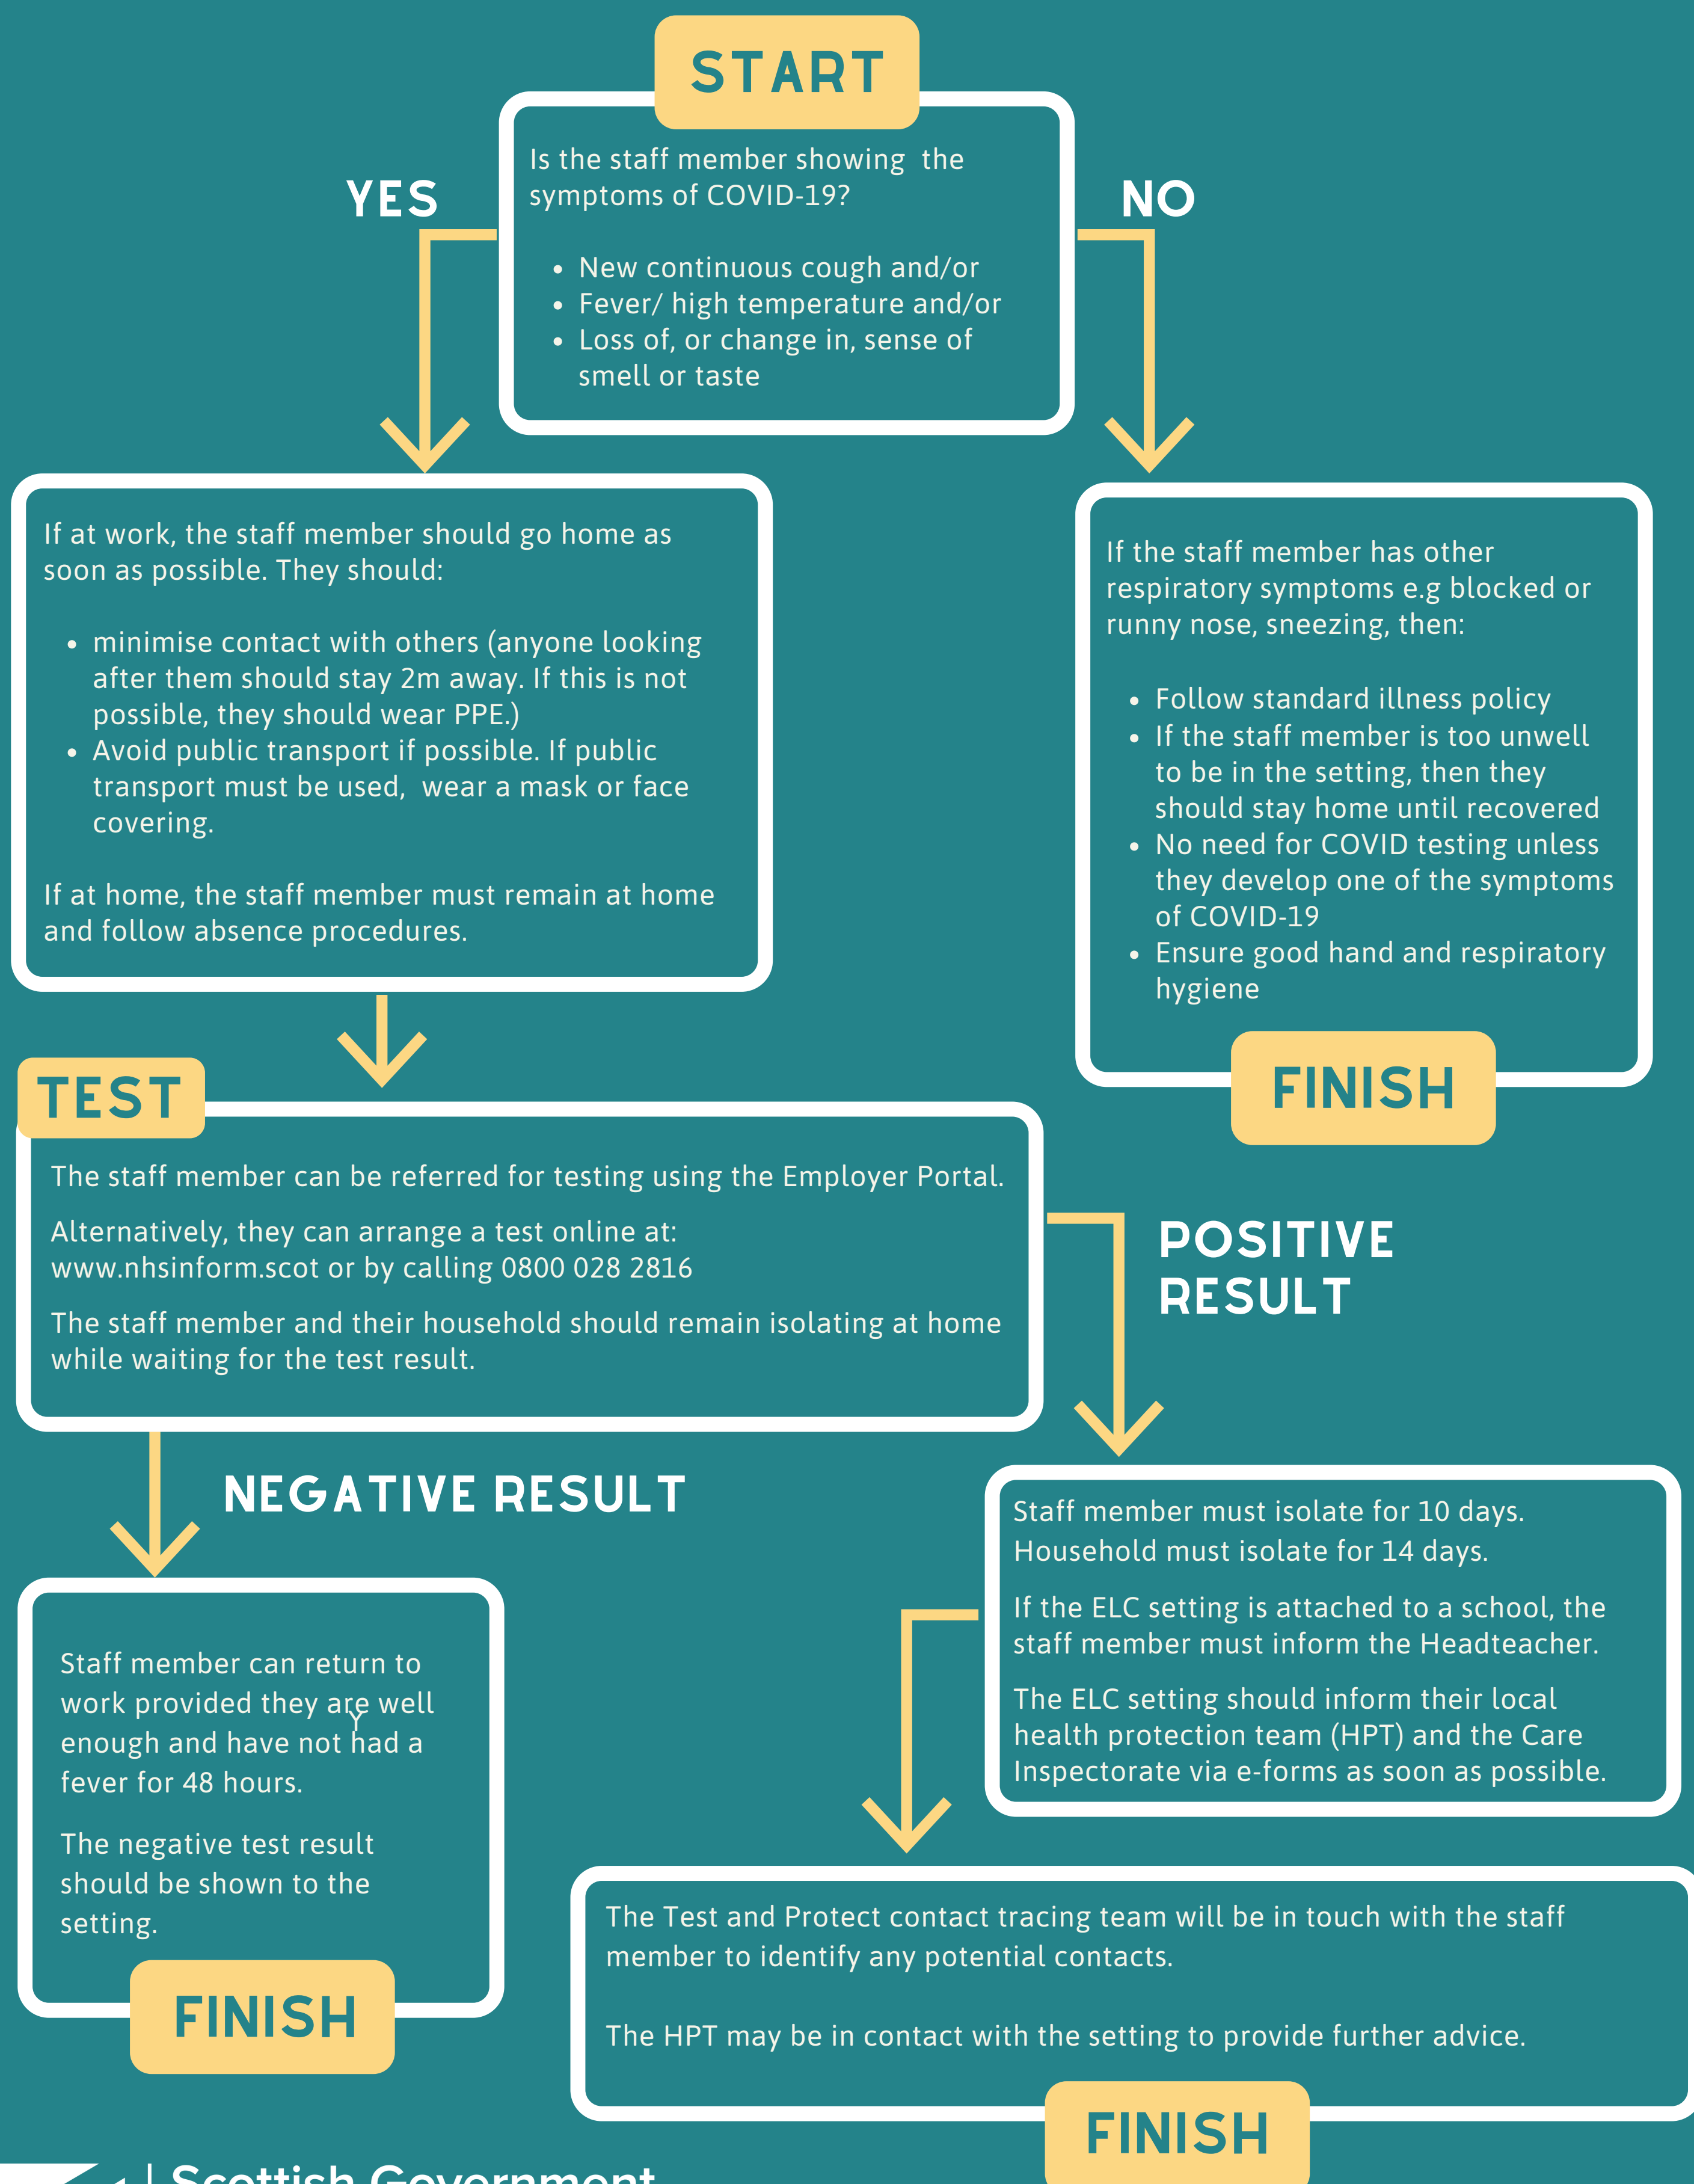 START
Is the staff member showing  the
symptoms of COVID-19?
• New continuous cough and/or
• Fever/ high temperature and/or
• Loss of, or change in, sense of
smell or taste
YES
NO
If at work, the staff member should go home as
soon as possible. They should:
• minimise contact with others (anyone looking
after them should stay 2m away. If this is not
possible, they should wear PPE.)
• Avoid public transport if possible. If public
transport must be used,  wear a mask or face
covering.
If at home, the staff member must remain at home
and follow absence procedures.
If the staff member has other
respiratory symptoms e.g blocked or
runny nose, sneezing, then:
• Follow standard illness policy
• If the staff member is too unwell
to be in the setting, then they
should stay home until recovered
• No need for COVID testing unless
they develop one of the symptoms
of COVID-19
• Ensure good hand and respiratory
hygiene
FINISH
TEST
The staff member can be referred for testing using the Employer Portal.
Alternatively, they can arrange a test online at:
www.nhsinform.scot or by calling 0800 028 2816
The staff member and their household should remain isolating at home
while waiting for the test result.
POSITIVE
RESULT
NEGATIVE RESULT
Staff member must isolate for 10 days.
Household must isolate for 14 days.
If the ELC setting is attached to a school, the
staff member must inform the Headteacher.
The ELC setting should inform their local
health protection team (HPT) and the Care
Inspectorate via e-forms as soon as possible.
Staff member can return to
work provided they are well
Y
enough and have not had a
fever for 48 hours.
The negative test result
should be shown to the
setting.
FINISH
The Test and Protect contact tracing team will be in touch with the staff
member to identify any potential contacts.
The HPT may be in contact with the setting to provide further advice.
FINISH
Scottish Government